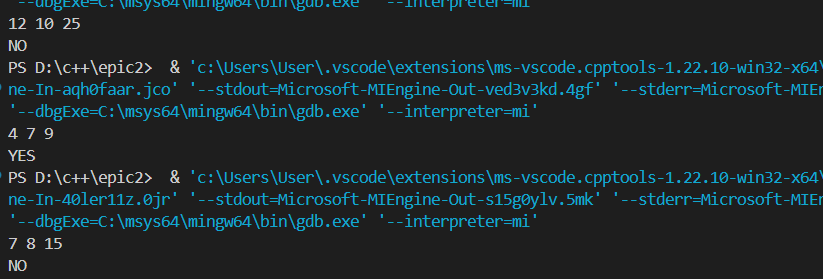 '--dbgExe=C:\msys64\mingw64\bin\gdb.exe' '--interpreter=mi'
12 10 25
NO
PS D:\c++\epic2>  & 'c:\Users\User\.vscode\extensions\ms-vscode.cpptools-1.22.10-win32-x64\
ne-In-aqh0faar.jco' '--stdout=Microsoft-MIEngine-Out-ved3v3kd.4gf' '--stderr=Microsoft-MIEn
'--dbgExe=C:\msys64\mingw64\bin\gdb.exe' '--interpreter=mi'
4 7 9
YES
PS D:\c++\epic2>  & 'c:\Users\User\.vscode\extensions\ms-vscode.cpptools-1.22.10-win32-x64\
ne-In-40ler11z.0jr' '--stdout=Microsoft-MIEngine-Out-s15g0ylv.5mk' '--stderr=Microsoft-MIEn
'--dbgExe=C:\msys64\mingw64\bin\gdb.exe' '--interpreter=mi'
7 8 15
NO